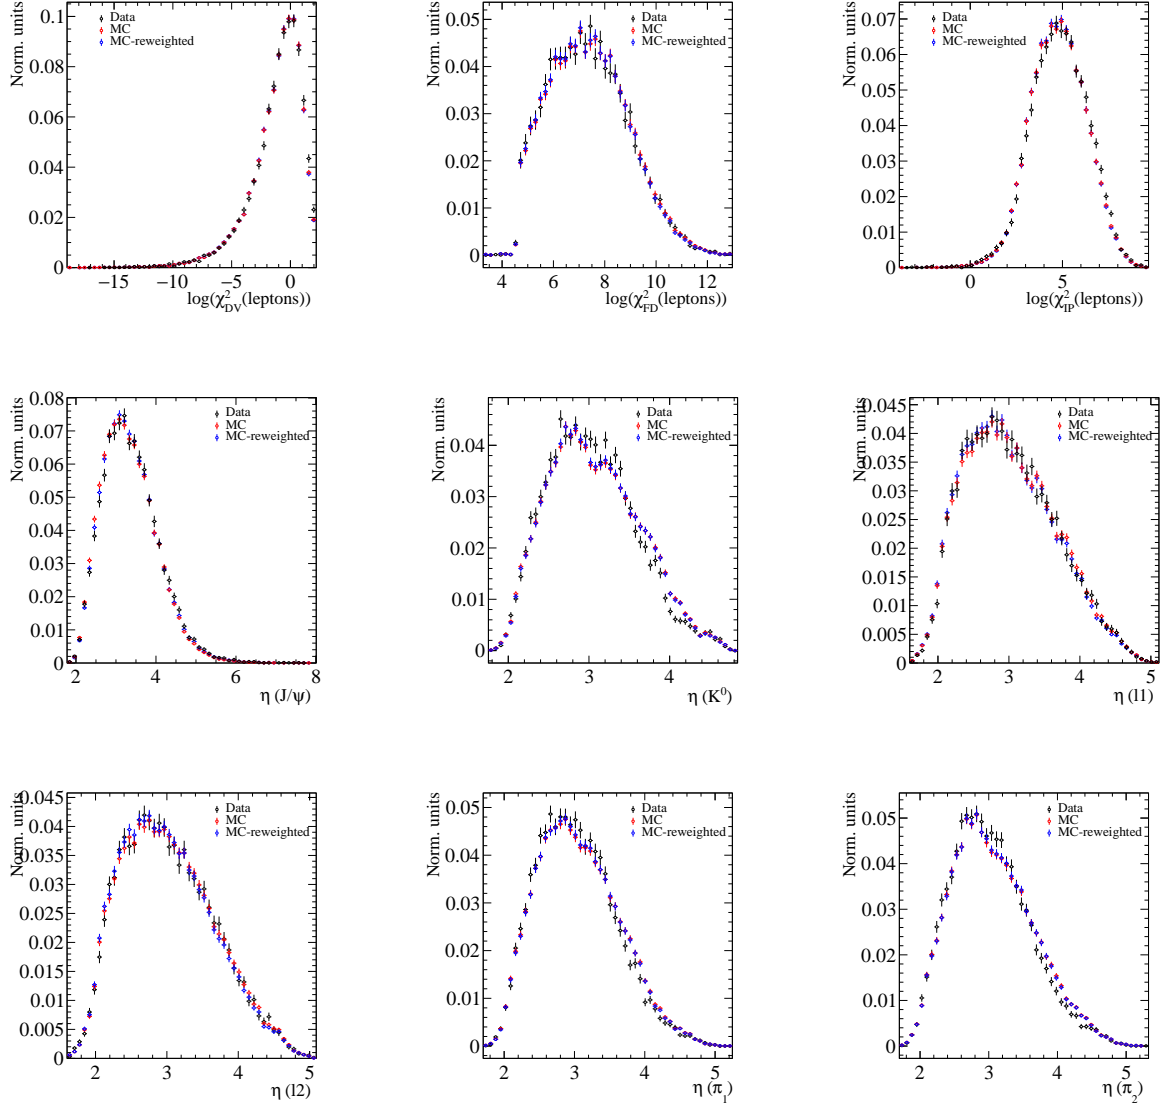 Norm. units
0.1
0.08
0.06
0.04
0.02
0
−15 −10 −5 0
log(χ²_DV(leptons))
Data
MC
MC-reweighted
Norm. units
0.05
0.04
0.03
0.02
0.01
0
4 6 8 10 12
log(χ²_FD(leptons))
Data
MC
MC-reweighted
Norm. units
0.07
0.06
0.05
0.04
0.03
0.02
0.01
0
0 5
log(χ²_IP(leptons))
Data
MC
MC-reweighted
Norm. units
0.08
0.07
0.06
0.05
0.04
0.03
0.02
0.01
0
2 4 6 8
η (J/ψ)
Data
MC
MC-reweighted
Norm. units
0.04
0.03
0.02
0.01
0
2 3 4
η (K⁰)
Data
MC
MC-reweighted
Norm. units
0.045
0.04
0.035
0.03
0.025
0.02
0.015
0.01
0.005
0
2 3 4 5
η (l1)
Data
MC
MC-reweighted
Norm. units
0.045
0.04
0.035
0.03
0.025
0.02
0.015
0.01
0.005
0
2 3 4 5
η (l2)
Data
MC
MC-reweighted
Norm. units
0.05
0.04
0.03
0.02
0.01
0
2 3 4 5
η (π₁)
Data
MC
MC-reweighted
Norm. units
0.05
0.04
0.03
0.02
0.01
0
2 3 4 5
η (π₂)
Data
MC
MC-reweighted